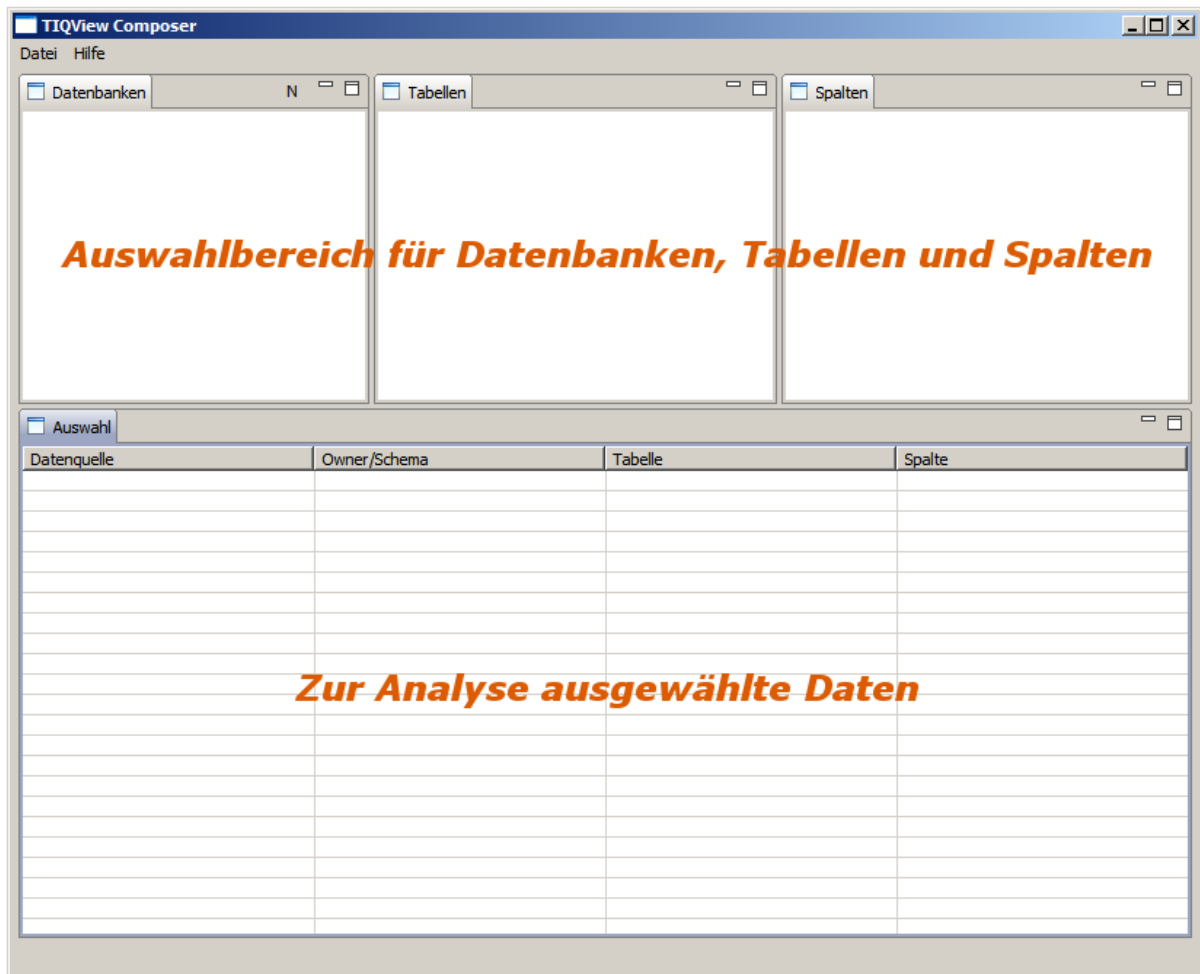 TIQView Composer
Datei Hilfe
Datenbanken N Tabellen Spalten
Auswahlbereich für Datenbanken, Tabellen und Spalten
Auswahl
Datenquelle Owner/Schema Tabelle Spalte
Zur Analyse ausgewählte Daten